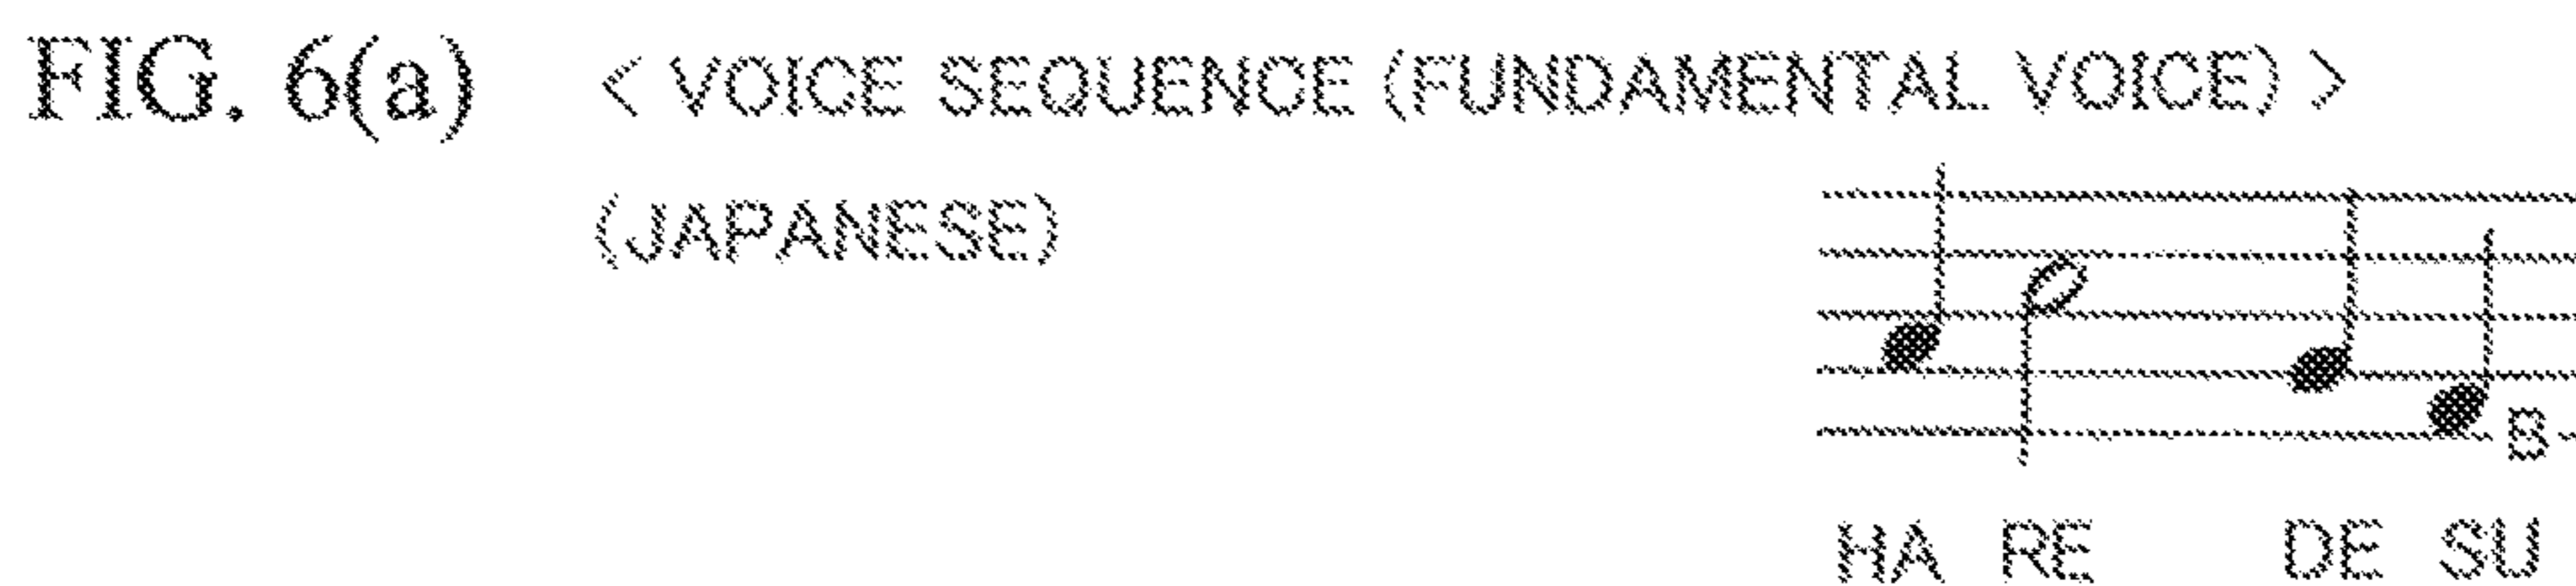 FIG. 6(a) < VOICE SEQUENCE (FUNDAMENTAL VOICE) >
(JAPANESE)
B
HA RE DE SU